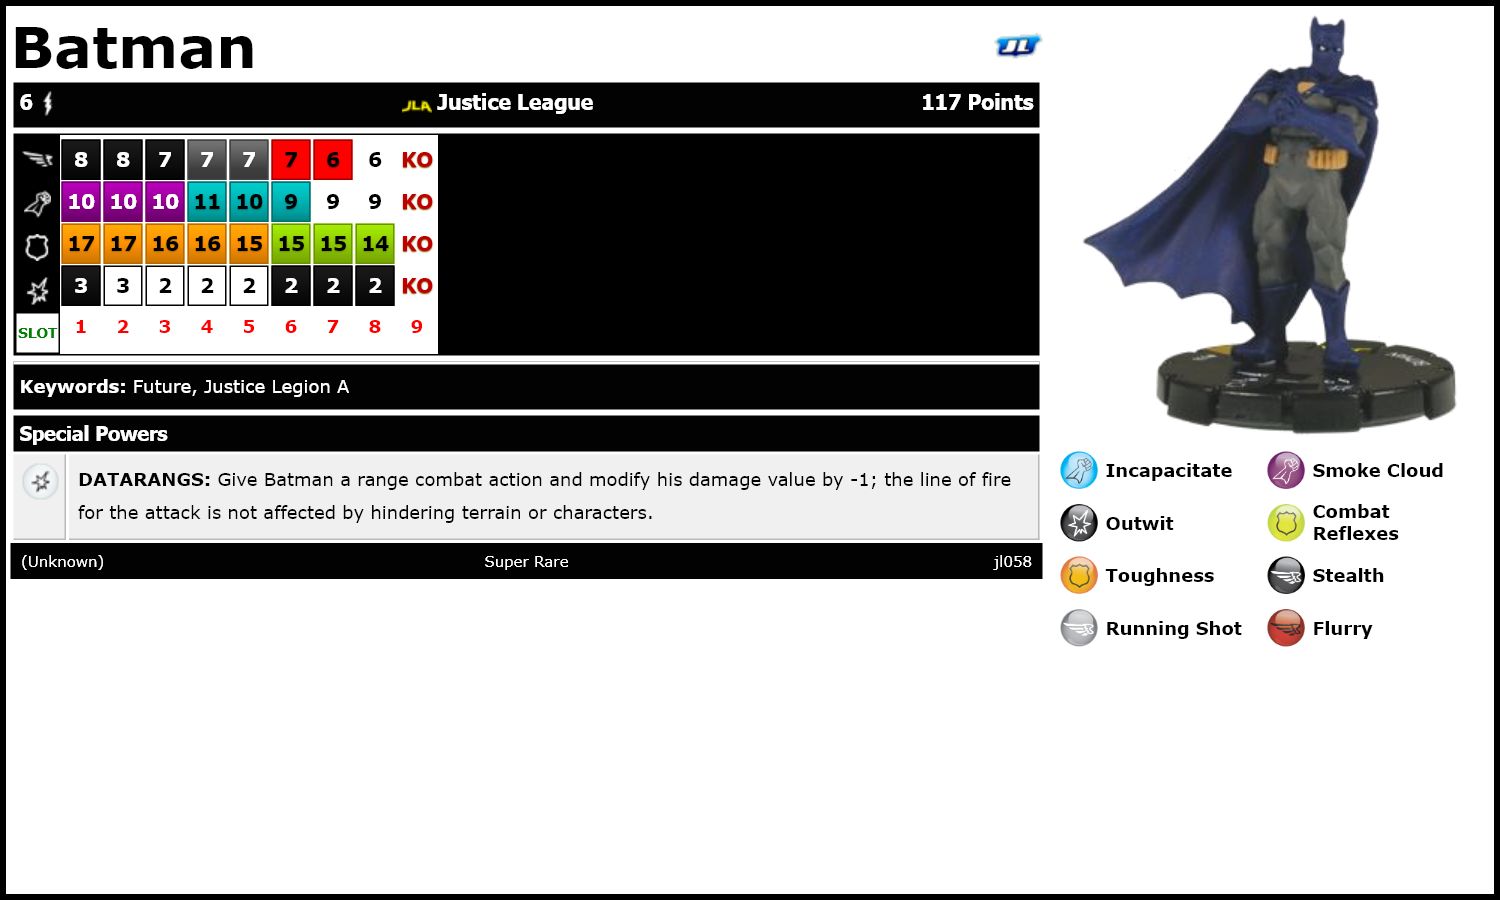 Batman
JL
6 JLA Justice League 117 Points
8 8 7 7 7 7 6 6 KO
10 10 10 11 10 9 9 9 KO
17 17 16 16 15 15 15 14 KO
3 3 2 2 2 2 2 2 KO
SLOT 1 2 3 4 5 6 7 8 9
Keywords: Future, Justice Legion A
Special Powers
DATARANGS: Give Batman a range combat action and modify his damage value by -1; the line of fire
for the attack is not affected by hindering terrain or characters.
(Unknown) Super Rare jl058
Incapacitate Smoke Cloud
Outwit Combat
Reflexes
Toughness Stealth
Running Shot Flurry